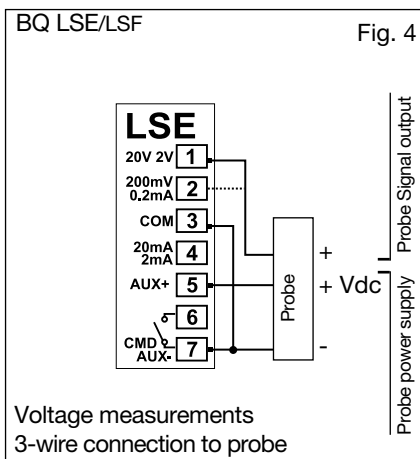 BQ LSE/LSF
Fig. 4
LSE
20V 2V 1
200mV
0.2mA 2
COM 3
20mA
2mA 4
AUX+ 5
6
CMD
AUX- 7
Probe
+
+ Vdc
-
Probe Signal output
Probe power supply
Voltage measurements
3-wire connection to probe